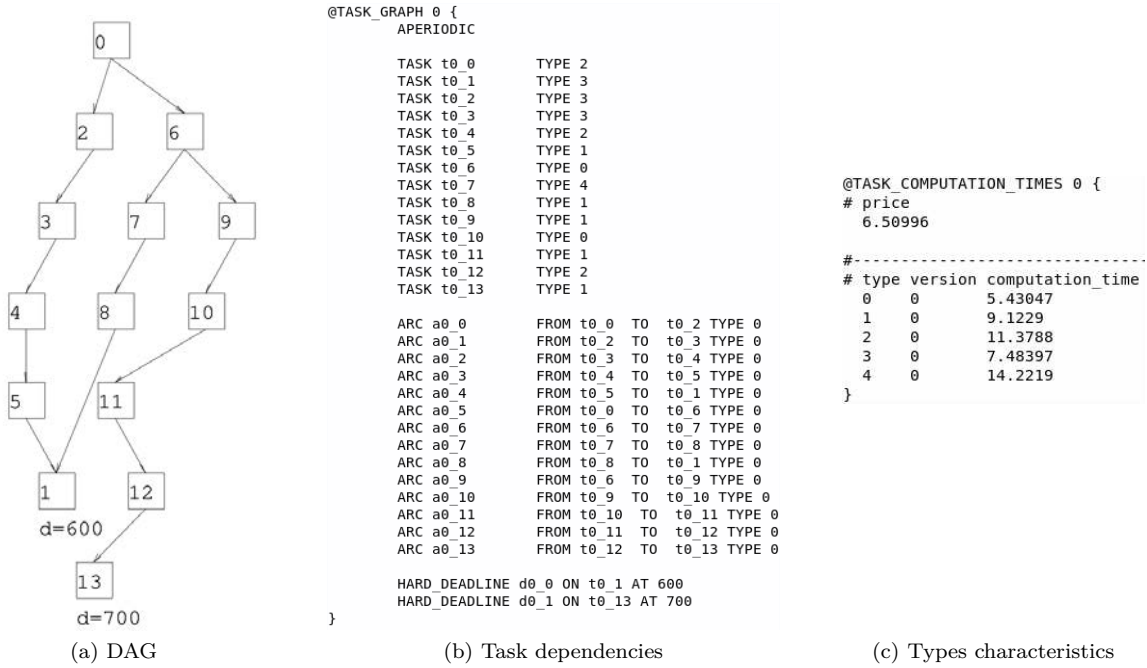 0
2
6
3
7
9
4
8
10
5
11
1
12
d=600
13
d=700
(a) DAG
@TASK_GRAPH 0 {
APERIODIC
TASK t0_0 TYPE 2
TASK t0_1 TYPE 3
TASK t0_2 TYPE 3
TASK t0_3 TYPE 3
TASK t0_4 TYPE 2
TASK t0_5 TYPE 1
TASK t0_6 TYPE 0
TASK t0_7 TYPE 4
TASK t0_8 TYPE 1
TASK t0_9 TYPE 1
TASK t0_10 TYPE 0
TASK t0_11 TYPE 1
TASK t0_12 TYPE 2
TASK t0_13 TYPE 1
ARC a0_0 FROM t0_0 TO t0_2 TYPE 0
ARC a0_1 FROM t0_2 TO t0_3 TYPE 0
ARC a0_2 FROM t0_3 TO t0_4 TYPE 0
ARC a0_3 FROM t0_4 TO t0_5 TYPE 0
ARC a0_4 FROM t0_5 TO t0_1 TYPE 0
ARC a0_5 FROM t0_0 TO t0_6 TYPE 0
ARC a0_6 FROM t0_6 TO t0_7 TYPE 0
ARC a0_7 FROM t0_7 TO t0_8 TYPE 0
ARC a0_8 FROM t0_8 TO t0_1 TYPE 0
ARC a0_9 FROM t0_6 TO t0_9 TYPE 0
ARC a0_10 FROM t0_9 TO t0_10 TYPE 0
ARC a0_11 FROM t0_10 TO t0_11 TYPE 0
ARC a0_12 FROM t0_11 TO t0_12 TYPE 0
ARC a0_13 FROM t0_12 TO t0_13 TYPE 0
HARD_DEADLINE d0_0 ON t0_1 AT 600
HARD_DEADLINE d0_1 ON t0_13 AT 700
}
(b) Task dependencies
@TASK_COMPUTATION_TIMES 0 {
# price
6.50996
#--------------------------------
# type version computation_time
0 0 5.43047
1 0 9.1229
2 0 11.3788
3 0 7.48397
4 0 14.2219
}
(c) Types characteristics